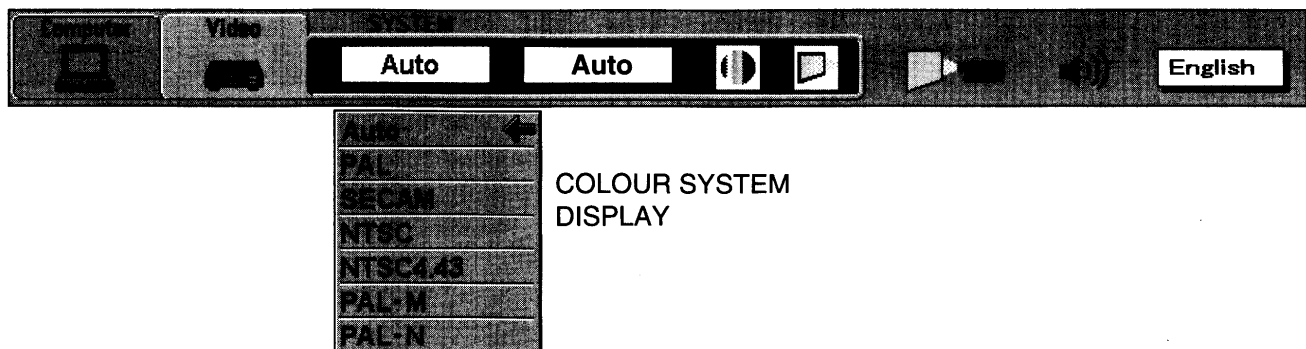 Computer Video SYSTEM
Auto Auto English
Auto
PAL
SECAM
NTSC
NTSC4.43
PAL-M
PAL-N
COLOUR SYSTEM
DISPLAY